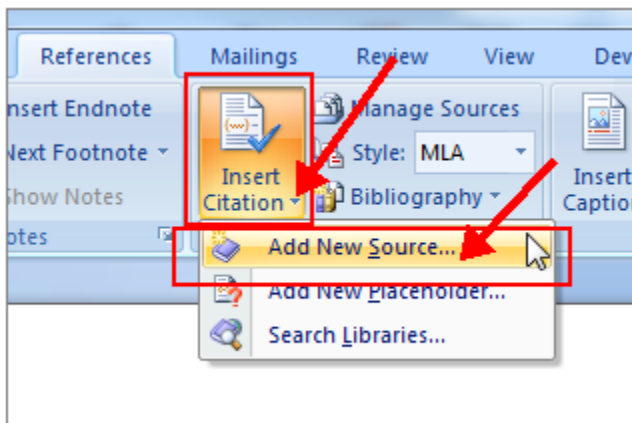 References Mailings Review View Dev
nsert Endnote
Next Footnote
Show Notes
otes
Insert
Citation
Manage Sources
Style: MLA
Bibliography
Insert
Caption
Add New Source...
Add New Placeholder...
Search Libraries...